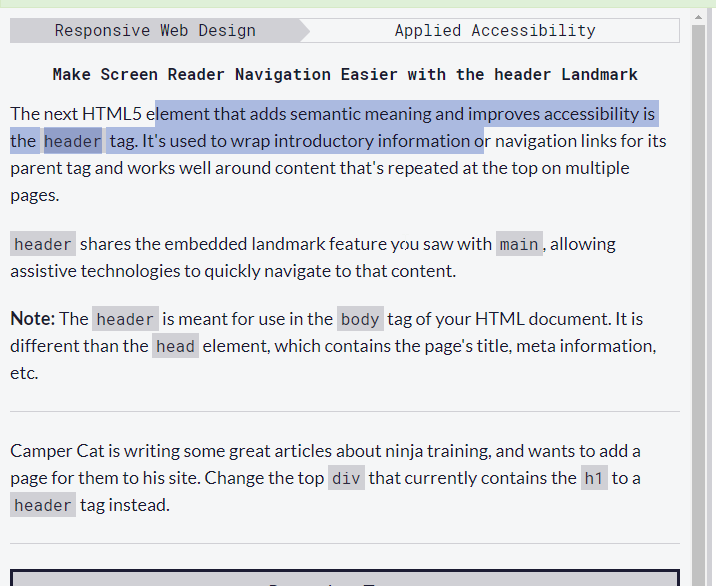 Responsive Web Design
Applied Accessibility
Make Screen Reader Navigation Easier with the header Landmark
The next HTML5 element that adds semantic meaning and improves accessibility is
the header tag. It's used to wrap introductory information or navigation links for its
parent tag and works well around content that's repeated at the top on multiple
pages.
header shares the embedded landmark feature you saw with main, allowing
assistive technologies to quickly navigate to that content.
Note: The header is meant for use in the body tag of your HTML document. It is
different than the head element, which contains the page's title, meta information,
etc.
Camper Cat is writing some great articles about ninja training, and wants to add a
page for them to his site. Change the top div that currently contains the h1 to a
header tag instead.